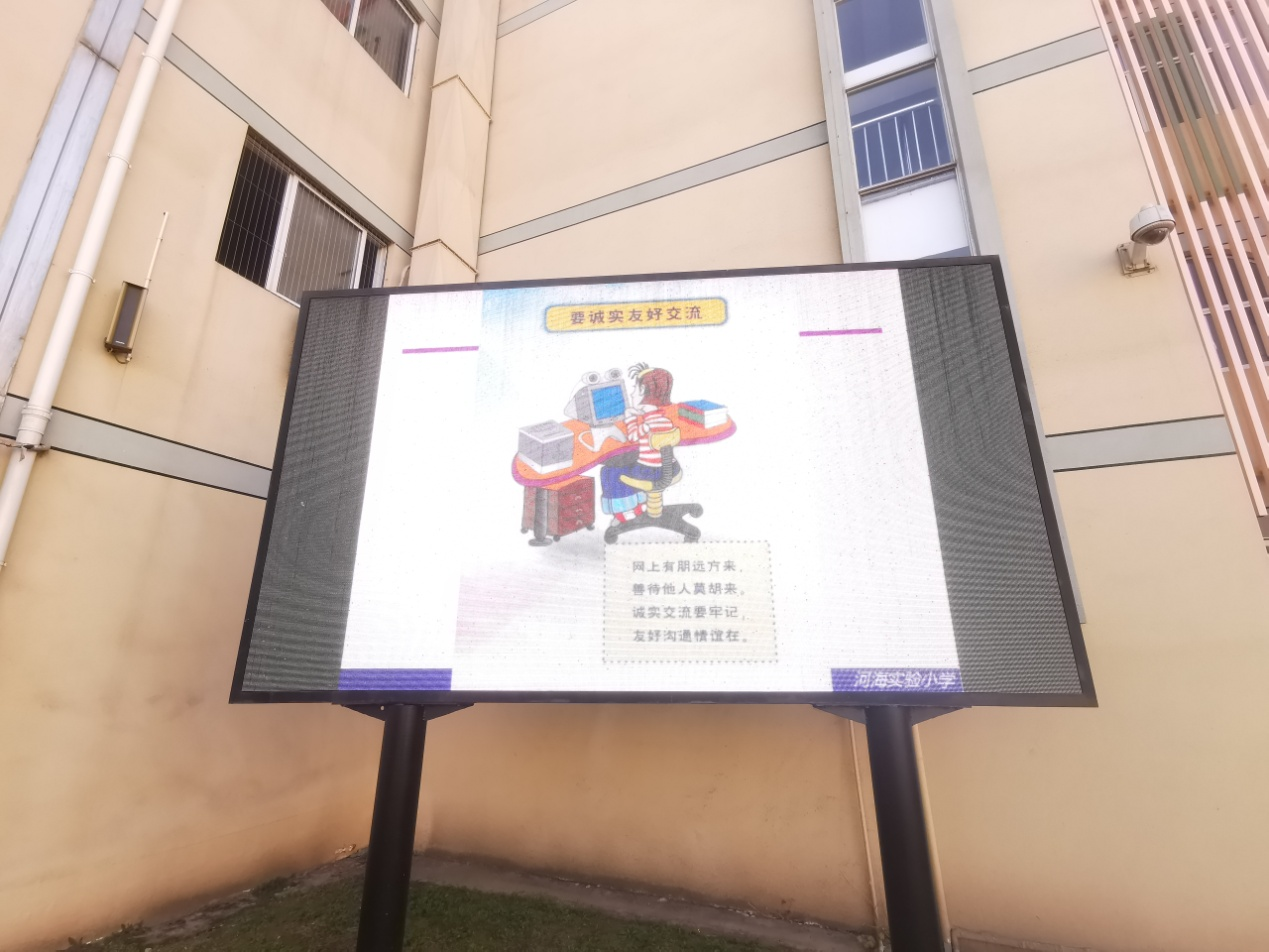 要诚实友好交流
网上有朋远方来，
善待他人莫胡来。
诚实交流要牢记，
友好沟通情谊在。
河海实验小学